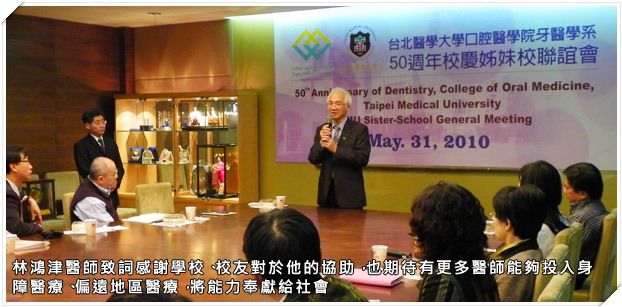 台北醫學大學口腔醫學院牙醫學系
50週年校慶姊妹校聯誼會
50th Anniversary of Dentistry, College of Oral Medicine,
Taipei Medical University
Sister-School General Meeting
May. 31, 2010
林鴻津醫師致詞感謝學校、校友對於他的協助，也期待有更多醫師能夠投入身
障醫療、偏遠地區醫療，將能力奉獻給社會